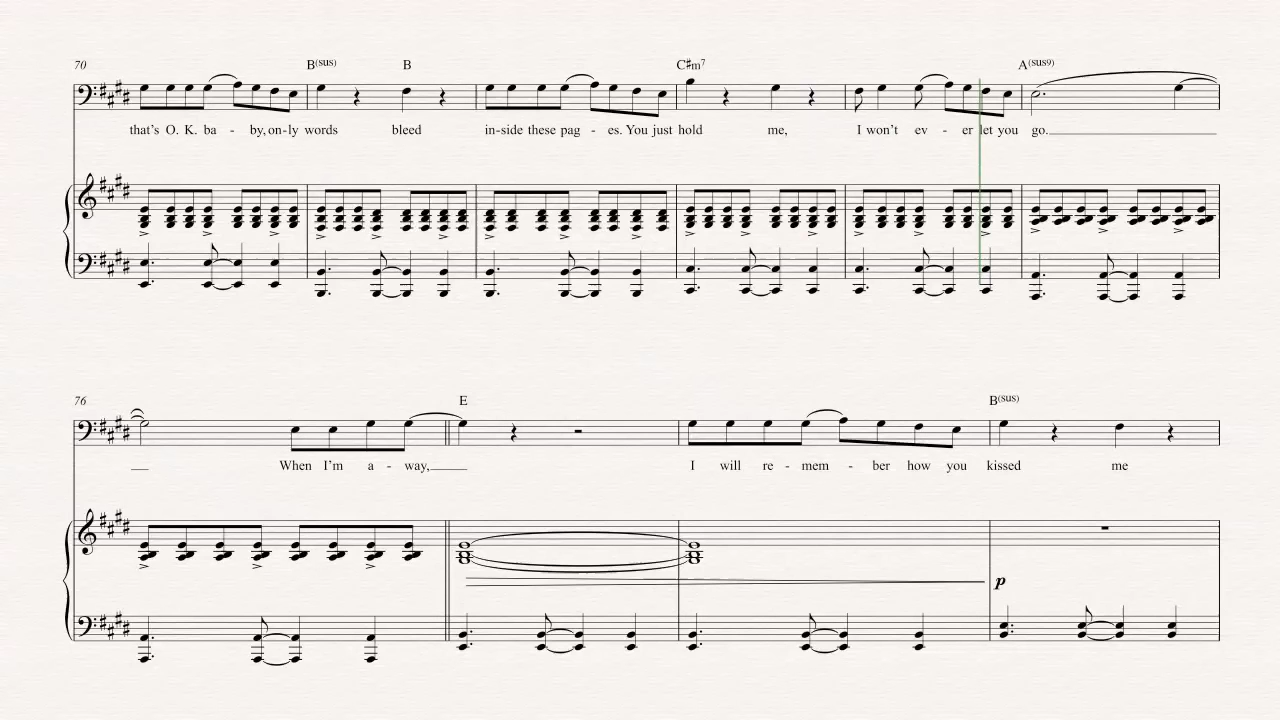 70 B(sus) B C♯m7 A(sus9)
that's O. K. ba - by, on-ly words bleed in-side these pag - es. You just hold me, I won't ev - er let you go.
76 E B(sus)
When I'm a - way, I will re - mem - ber how you kissed me
p